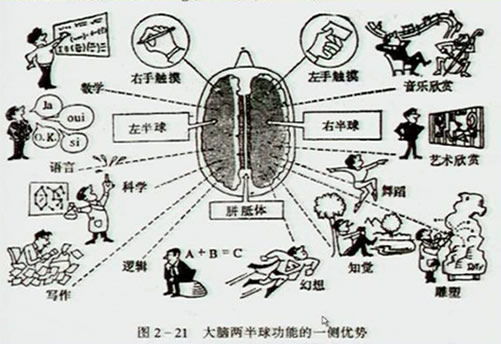 右手触摸
左手触摸
数学
音乐欣赏
Ja
oui
O.K.
si
左半球
右半球
艺术欣赏
语言
科学
舞蹈
胼胝体
A+B=C
逻辑
知觉
写作
幻想
雕塑
图 2-21 大脑两半球功能的一侧优势